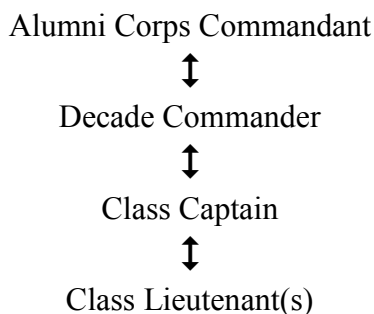 Alumni Corps Commandant
Decade Commander
Class Captain
Class Lieutenant(s)